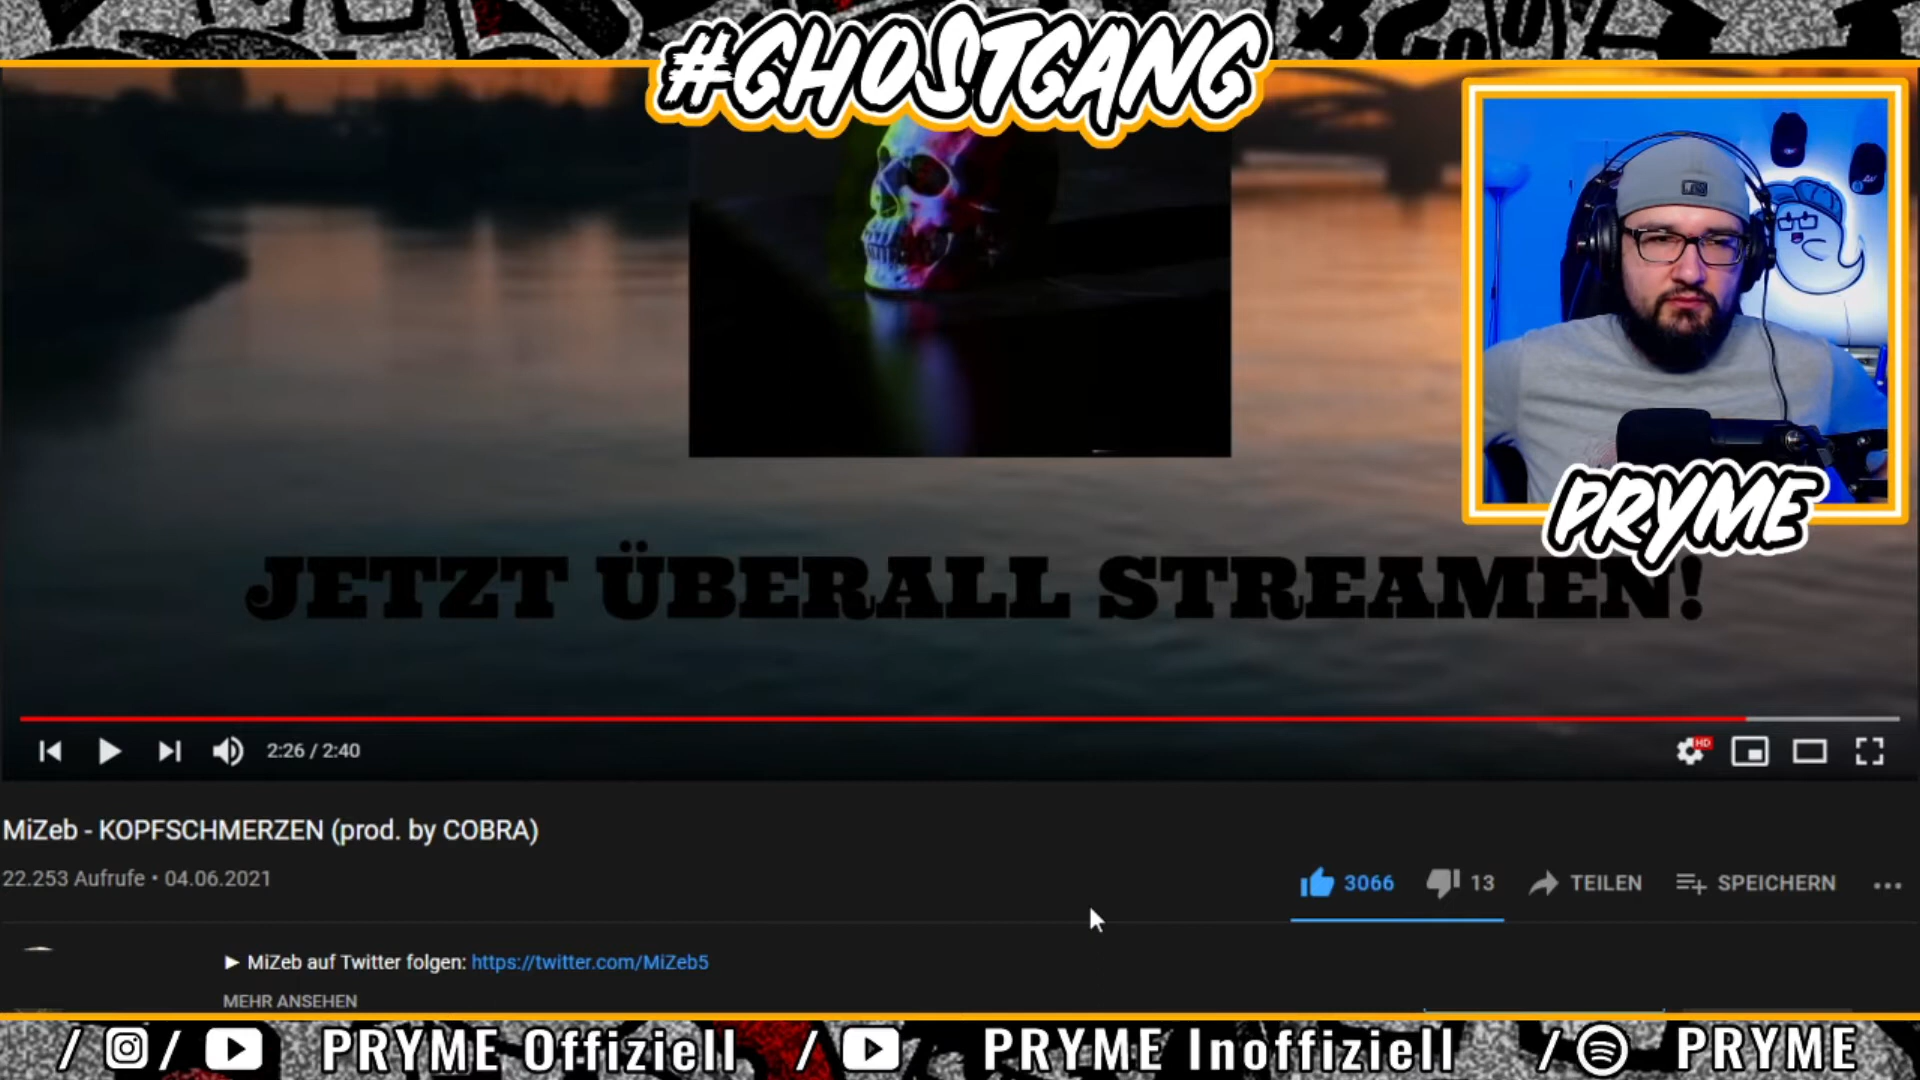 #GHOSTGANG
PRYME
JETZT ÜBERALL STREAMEN!
2:26 / 2:40
HD
MiZeb - KOPFSCHMERZEN (prod. by COBRA)
22.253 Aufrufe • 04.06.2021
3066
13
TEILEN
SPEICHERN
► MiZeb auf Twitter folgen: https://twitter.com/MiZeb5
MEHR ANSEHEN
/ / PRYME Offiziell / PRYME Inoffiziell / PRYME